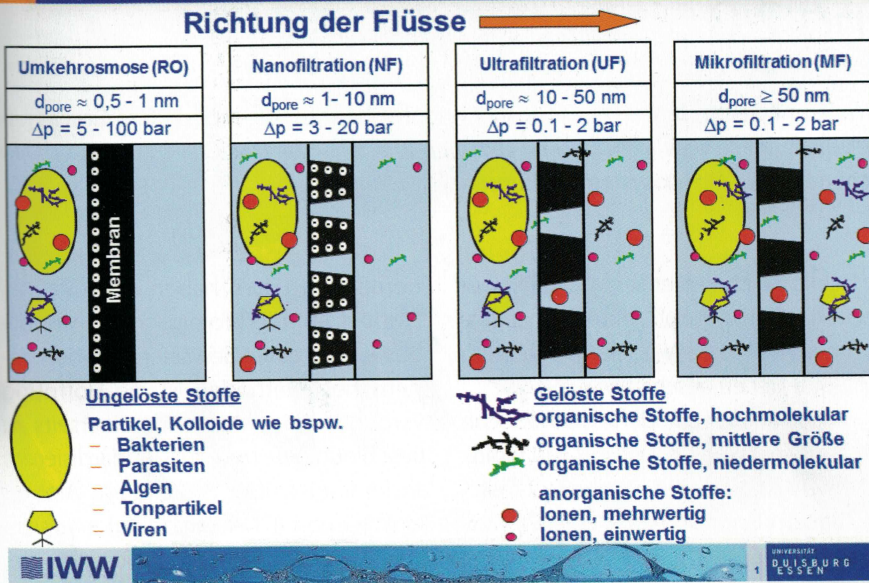 Richtung der Flüsse
Umkehrosmose (RO)
d_pore ≈ 0,5 - 1 nm
Δp = 5 - 100 bar
Membran
Nanofiltration (NF)
d_pore ≈ 1- 10 nm
Δp = 3 - 20 bar
Ultrafiltration (UF)
d_pore ≈ 10 - 50 nm
Δp = 0.1 - 2 bar
Mikrofiltration (MF)
d_pore ≥ 50 nm
Δp = 0.1 - 2 bar
Ungelöste Stoffe
Partikel, Kolloide wie bspw.
– Bakterien
– Parasiten
– Algen
– Tonpartikel
– Viren
Gelöste Stoffe
organische Stoffe, hochmolekular
organische Stoffe, mittlere Größe
organische Stoffe, niedermolekular
anorganische Stoffe:
Ionen, mehrwertig
Ionen, einwertig
IWW
1
UNIVERSITÄT
DUISBURG
ESSEN